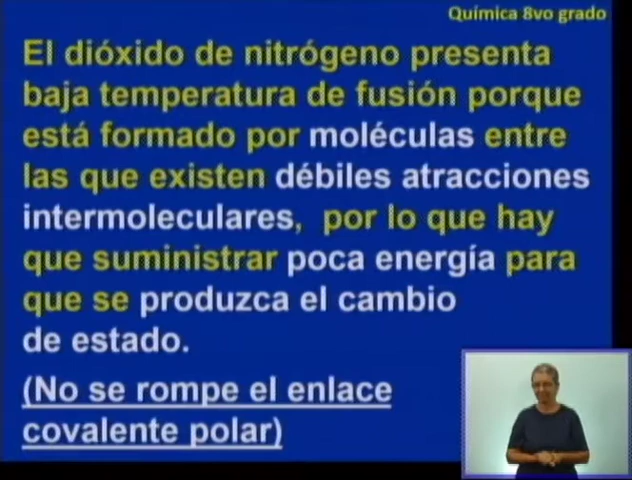 Química 8vo grado
El dióxido de nitrógeno presenta
baja temperatura de fusión porque
está formado por moléculas entre
las que existen débiles atracciones
intermoleculares, por lo que hay
que suministrar poca energía para
que se produzca el cambio
de estado.
(No se rompe el enlace
covalente polar)